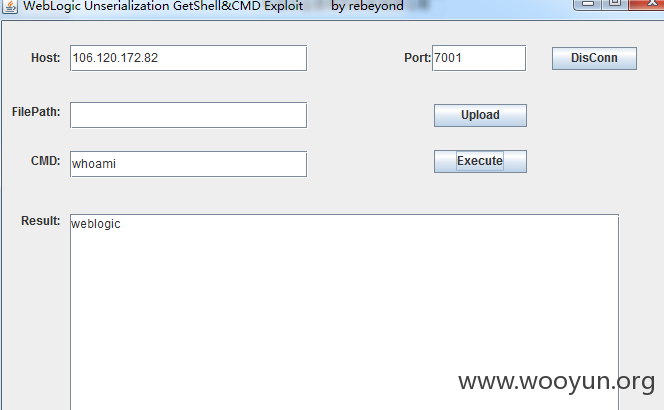 WebLogic Unserialization GetShell&CMD Exploit by rebeyond
Host: 106.120.172.82 Port: 7001 DisConn
FilePath: Upload
CMD: whoami Execute
Result: weblogic
www.wooyun.org